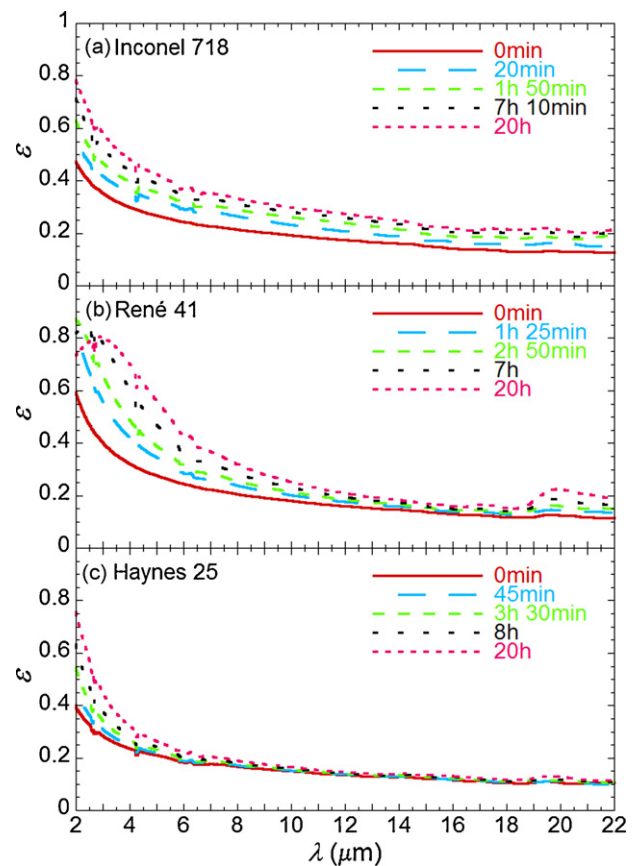 1
(a) Inconel 718
0min
20min
1h 50min
7h 10min
20h
0.8
0.6
ε
0.4
0.2
0
(b) René 41
0min
1h 25min
2h 50min
7h
20h
0.8
0.6
ε
0.4
0.2
0
(c) Haynes 25
0min
45min
3h 30min
8h
20h
0.8
0.6
ε
0.4
0.2
0
2 4 6 8 10 12 14 16 18 20 22
λ (μm)